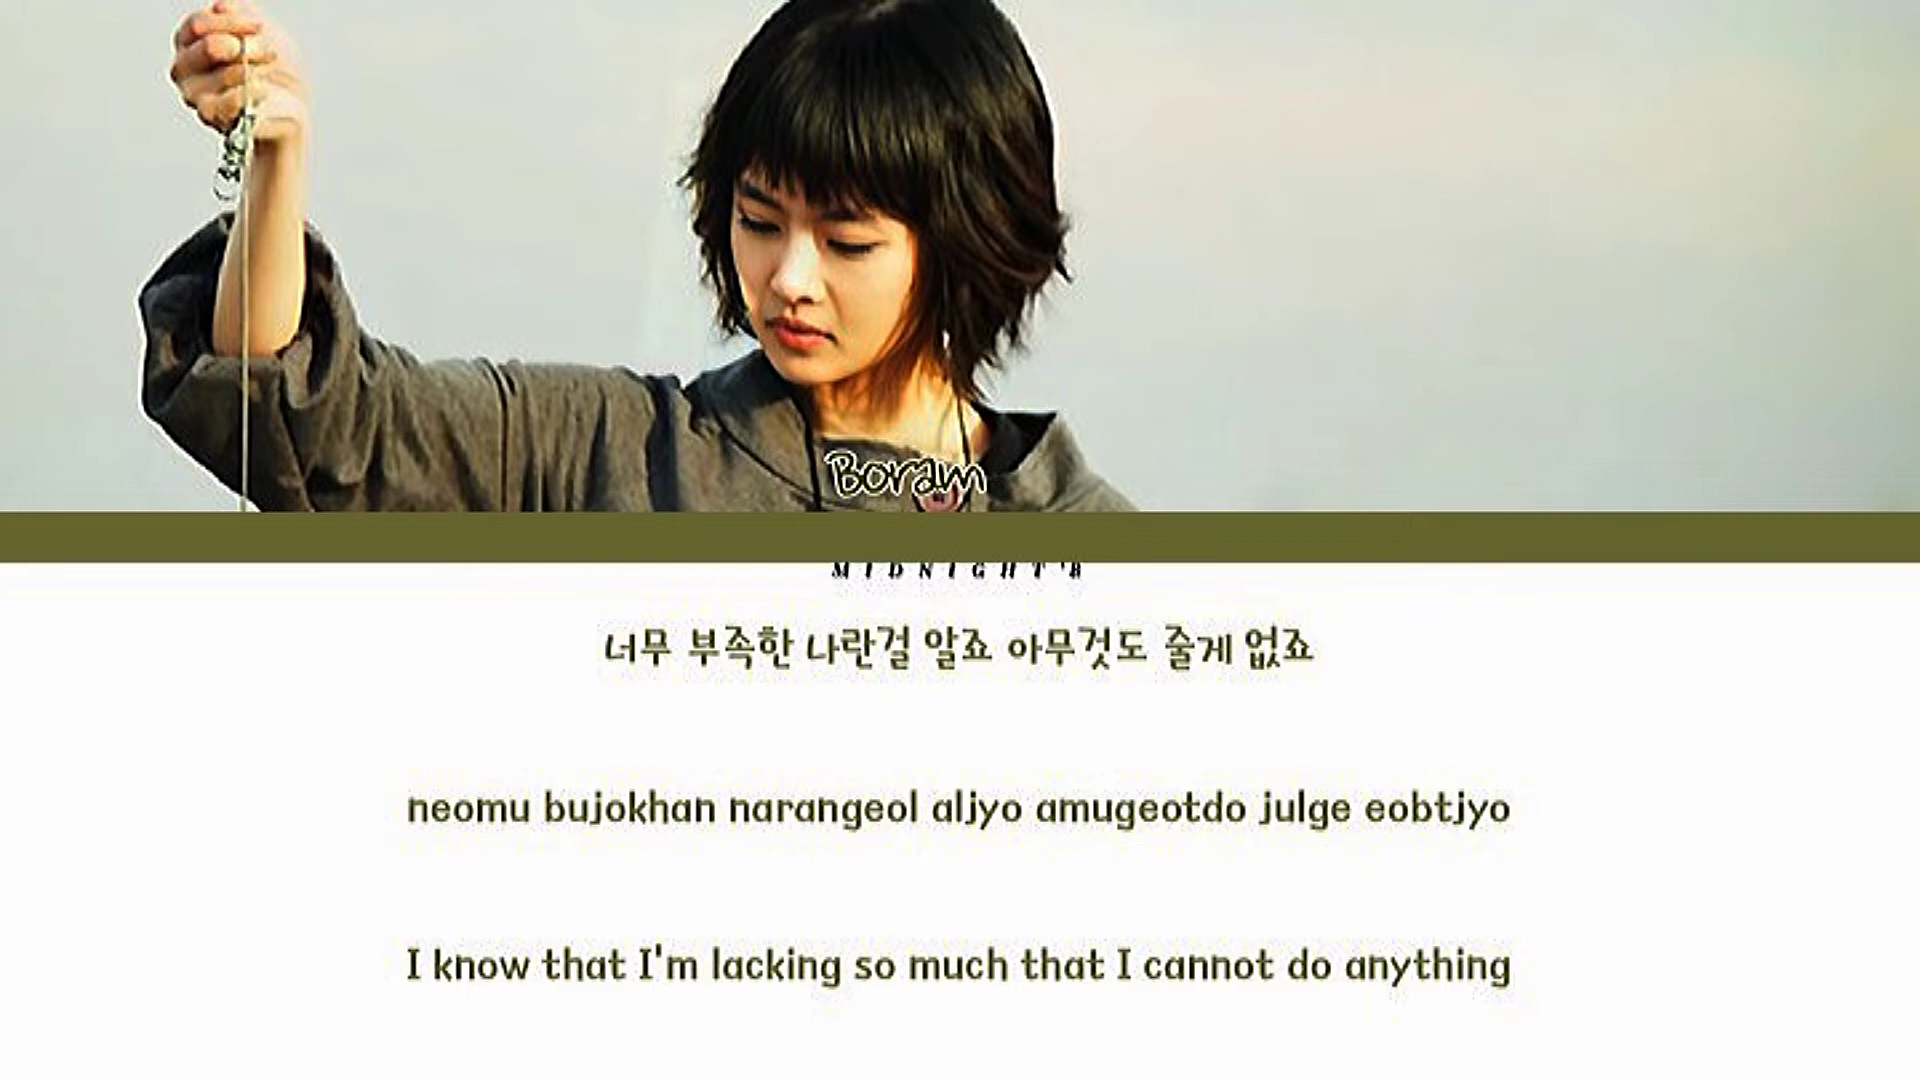 Boram
MIDNIGHT'R
너무 부족한 나란걸 알죠 아무것도 줄게 없죠
neomu bujokhan narangeol aljyo amugeotdo julge eobtjyo
I know that I'm lacking so much that I cannot do anything